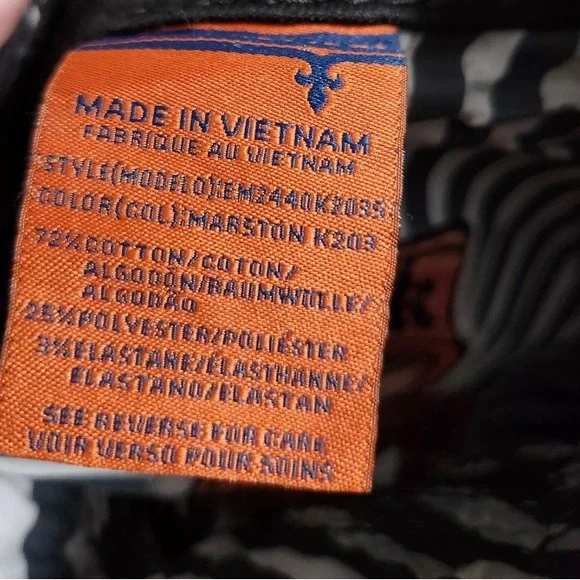 MADE IN VIETNAM
FABRIQUE AU VIETNAM
STYLE(MODELO):EM2440K203S
COLOR(COL):MARSTON K203
72%COTTON/COTON/
ALGODÓN/BAUMWOLLE/
ALGODÃO
25%POLYESTER/POLIÉSTER
3%ELASTANE/ÉLASTHANNE/
ELASTANO/ELASTAN
SEE REVERSE FOR CARE
VOIR VERSO POUR SOINS